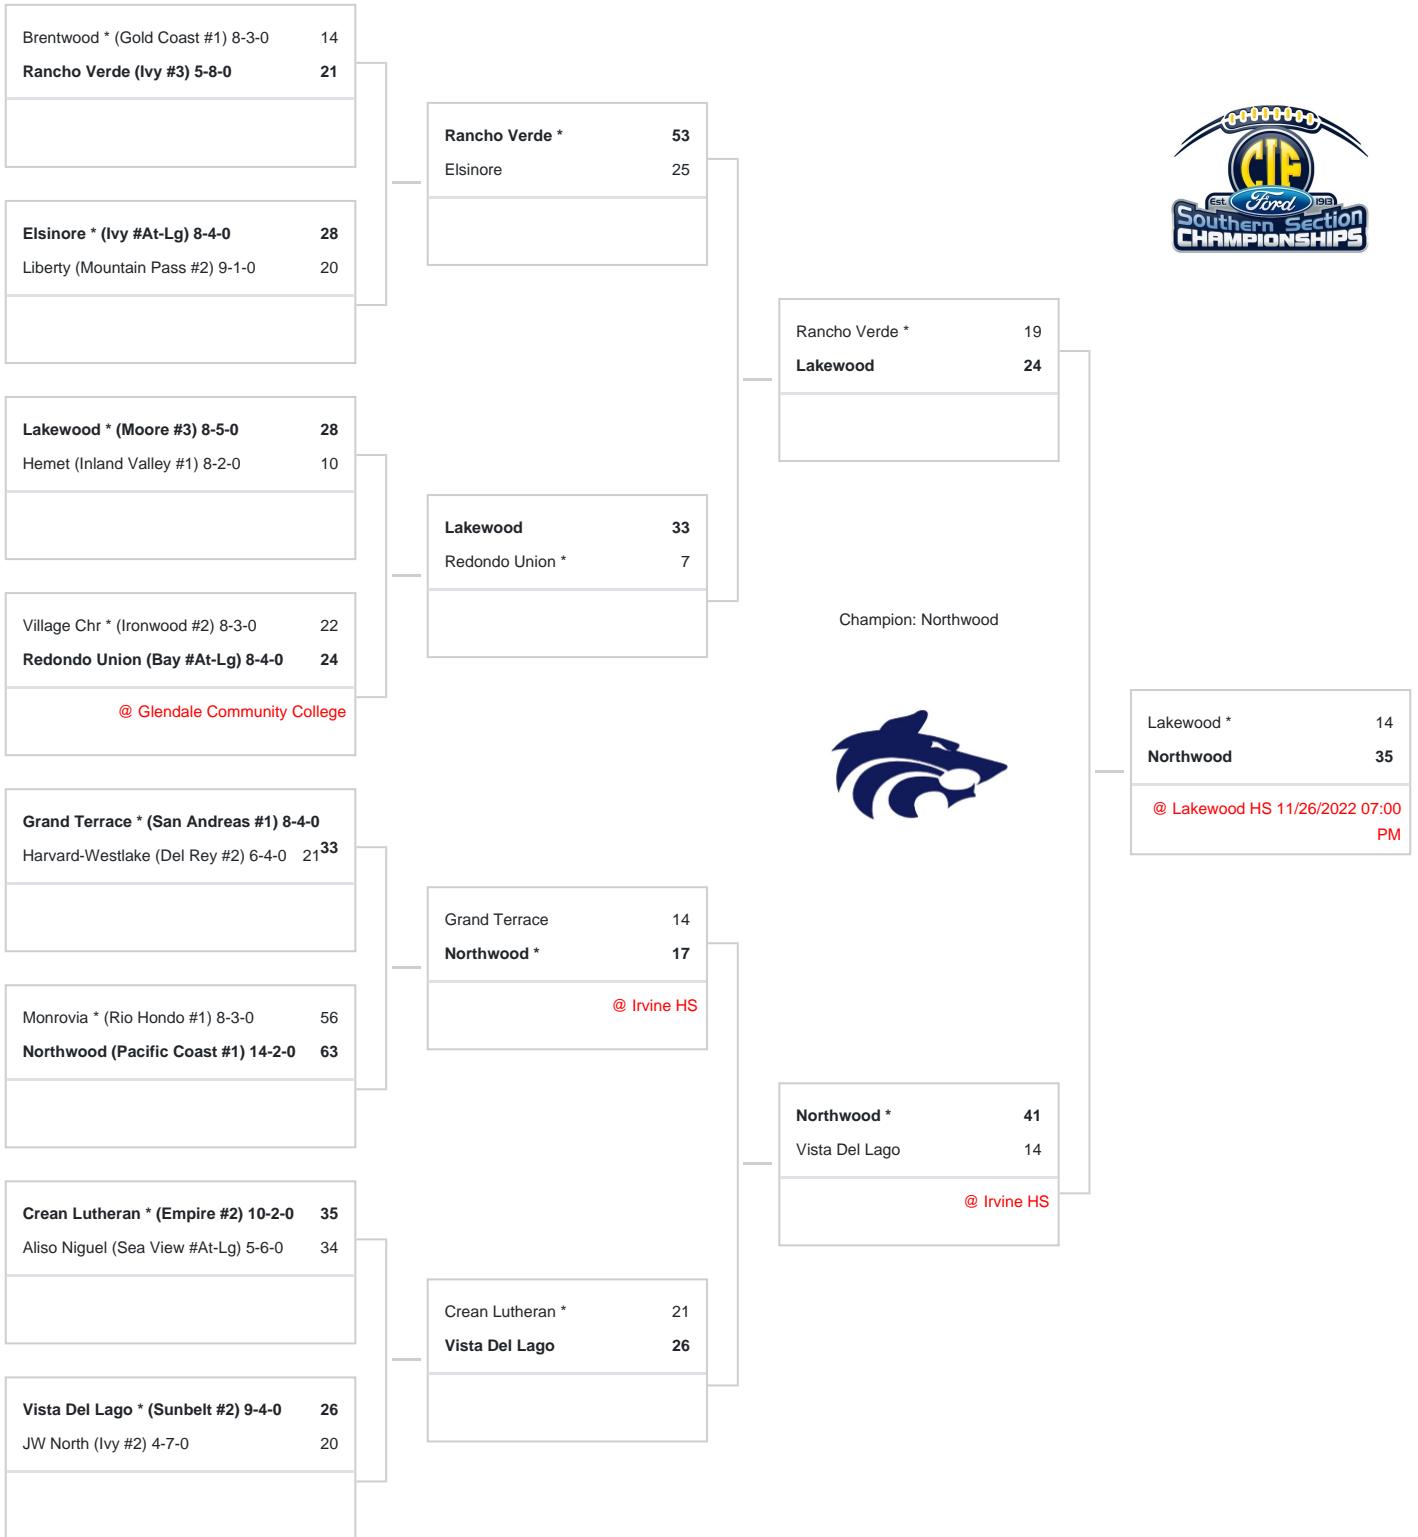 Brentwood * (Gold Coast #1) 8-3-0 14
Rancho Verde (Ivy #3) 5-8-0 21
Elsinore * (Ivy #At-Lg) 8-4-0 28
Liberty (Mountain Pass #2) 9-1-0 20
Lakewood * (Moore #3) 8-5-0 28
Hemet (Inland Valley #1) 8-2-0 10
Village Chr * (Ironwood #2) 8-3-0 22
Redondo Union (Bay #At-Lg) 8-4-0 24
@ Glendale Community College
Grand Terrace * (San Andreas #1) 8-4-0
33
Harvard-Westlake (Del Rey #2) 6-4-0 21
Monrovia * (Rio Hondo #1) 8-3-0 56
Northwood (Pacific Coast #1) 14-2-0 63
Crean Lutheran * (Empire #2) 10-2-0 35
Aliso Niguel (Sea View #At-Lg) 5-6-0 34
Vista Del Lago * (Sunbelt #2) 9-4-0 26
JW North (Ivy #2) 4-7-0 20
Rancho Verde * 53
Elsinore 25
Lakewood 33
Redondo Union * 7
Grand Terrace 14
Northwood * 17
@ Irvine HS
Crean Lutheran * 21
Vista Del Lago 26
Rancho Verde * 19
Lakewood 24
Northwood * 41
Vista Del Lago 14
@ Irvine HS
Champion: Northwood
Lakewood * 14
Northwood 35
@ Lakewood HS 11/26/2022 07:00
PM
CIF
Est. Ford 1913
Southern Section
CHAMPIONSHIPS